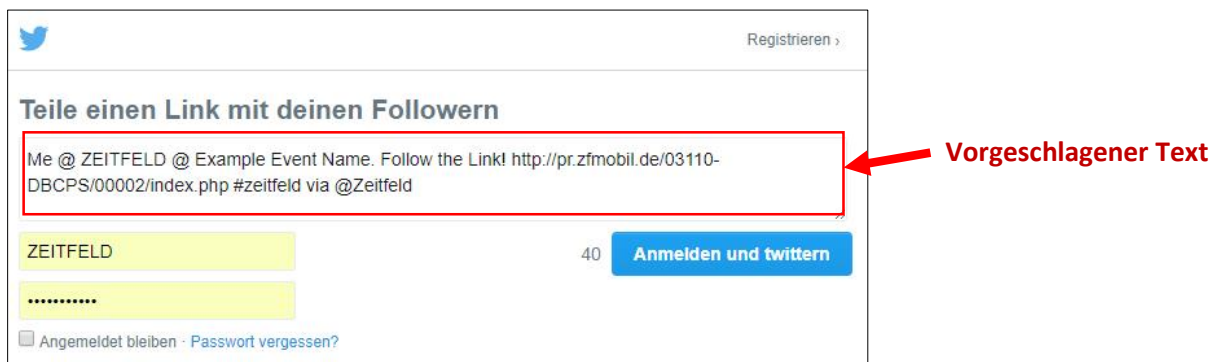 Registrieren ›
Teile einen Link mit deinen Followern
Me @ ZEITFELD @ Example Event Name. Follow the Link! http://pr.zfmobil.de/03110-
DBCPS/00002/index.php #zeitfeld via @Zeitfeld
Vorgeschlagener Text
ZEITFELD
40 Anmelden und twittern
•••••••••••
Angemeldet bleiben · Passwort vergessen?